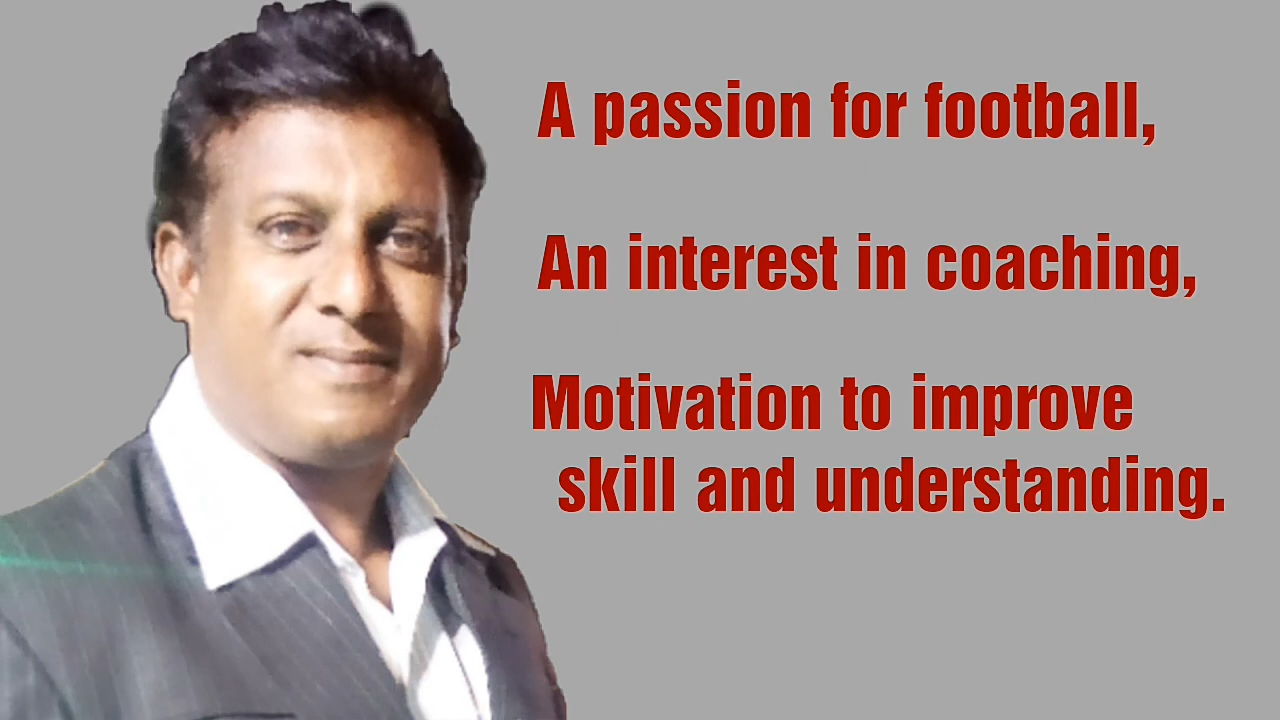 A passion for football,
An interest in coaching,
Motivation to improve
skill and understanding.